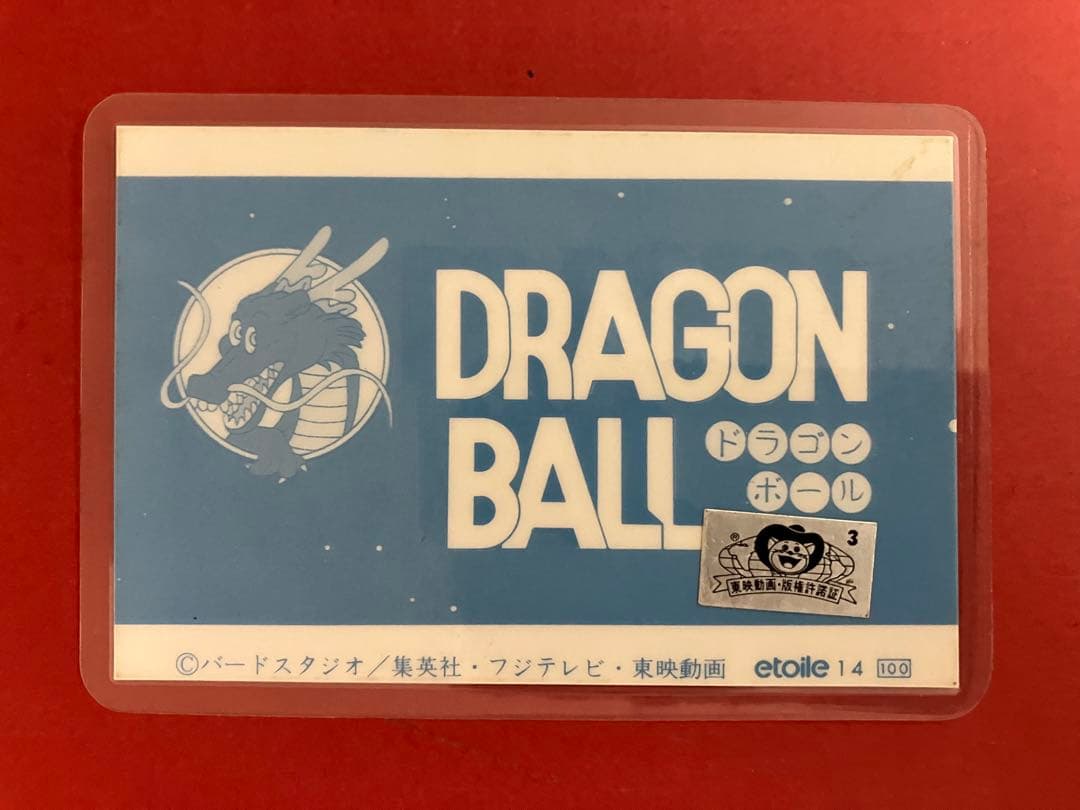 DRAGON
BALL
ドラゴン
ボール
® 3
東映動画・版権許諾証
©バードスタジオ／集英社・フジテレビ・東映動画 etoile 14 100